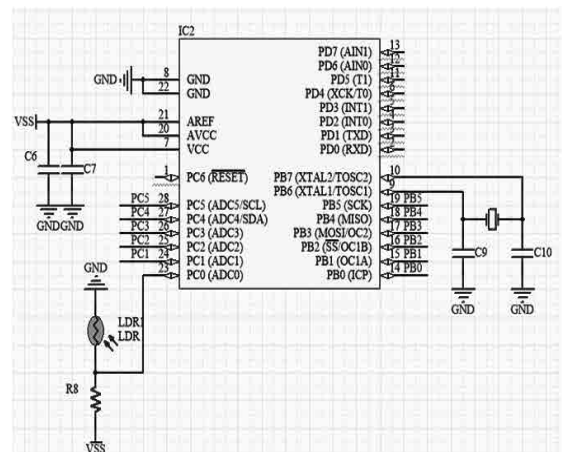 IC2
PD7 (AIN1) 13
PD6 (AIN0) 12
GND 8 GND PD5 (T1) 11
22 GND PD4 (XCK/T0)
PD3 (INT1)
VSS 21 AREF PD2 (INT0)
20 AVCC PD1 (TXD)
7 VCC PD0 (RXD)
C6 C7
1 PC6 (RESET) PB7 (XTAL2/TOSC2) 10
PB6 (XTAL1/TOSC1) 9
PC5 28 PC5 (ADC5/SCL) PB5 (SCK) 19 PB5
PC4 27 PC4 (ADC4/SDA) PB4 (MISO) 18 PB4
GND GND PC3 26 PC3 (ADC3) PB3 (MOSI/OC2) 17 PB3
PC2 25 PC2 (ADC2) PB2 (SS/OC1B) 16 PB2
PC1 24 PC1 (ADC1) PB1 (OC1A) 15 PB1
23 PC0 (ADC0) PB0 (ICP) 14 PB0
C9 C10
GND
GND GND
LDR1
LDR
R8
VSS